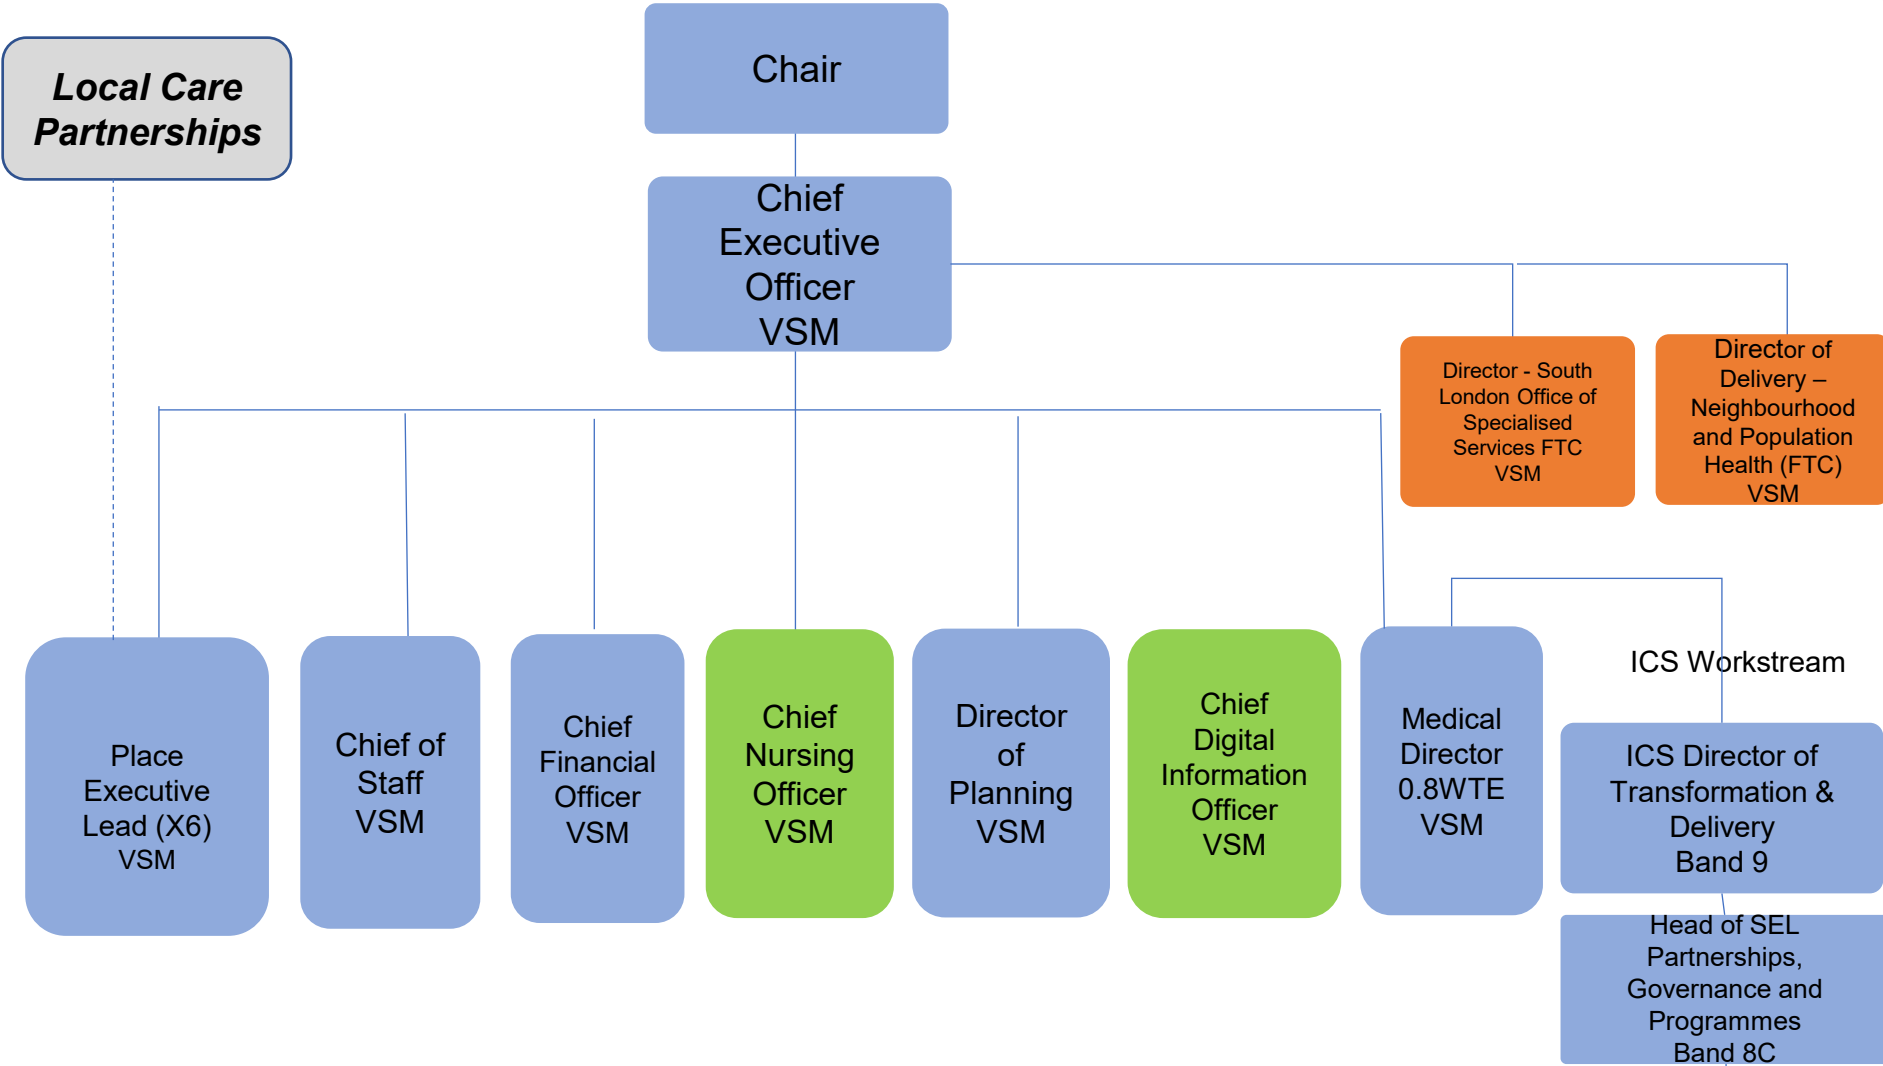 Local Care
Partnerships
Chair
Chief
Executive
Officer
VSM
Director - South
London Office of
Specialised
Services FTC
VSM
Director of
Delivery –
Neighbourhood
and Population
Health (FTC)
VSM
Place
Executive
Lead (X6)
VSM
Chief of
Staff
VSM
Chief
Financial
Officer
VSM
Chief
Nursing
Officer
VSM
Director
of
Planning
VSM
Chief
Digital
Information
Officer
VSM
Medical
Director
0.8WTE
VSM
ICS Workstream
ICS Director of
Transformation &
Delivery
Band 9
Head of SEL
Partnerships,
Governance and
Programmes
Band 8C